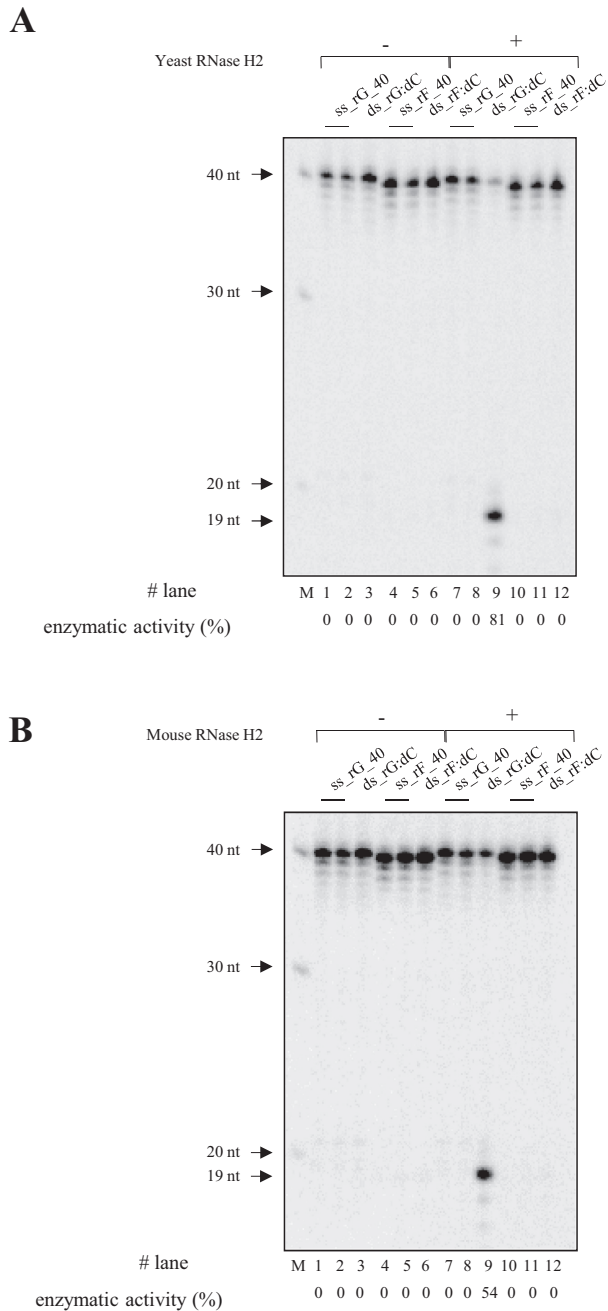 A
Yeast RNase H2
- +
ss_rG_40 ds_rG:dC ss_rF_40 ds_rF:dC ss_rG_40 ds_rG:dC ss_rF_40 ds_rF:dC
40 nt
30 nt
20 nt
19 nt
# lane M 1 2 3 4 5 6 7 8 9 10 11 12
enzymatic activity (%) 0 0 0 0 0 0 0 0 81 0 0 0
B
Mouse RNase H2
- +
ss_rG_40 ds_rG:dC ss_rF_40 ds_rF:dC ss_rG_40 ds_rG:dC ss_rF_40 ds_rF:dC
40 nt
30 nt
20 nt
19 nt
# lane M 1 2 3 4 5 6 7 8 9 10 11 12
enzymatic activity (%) 0 0 0 0 0 0 0 0 54 0 0 0